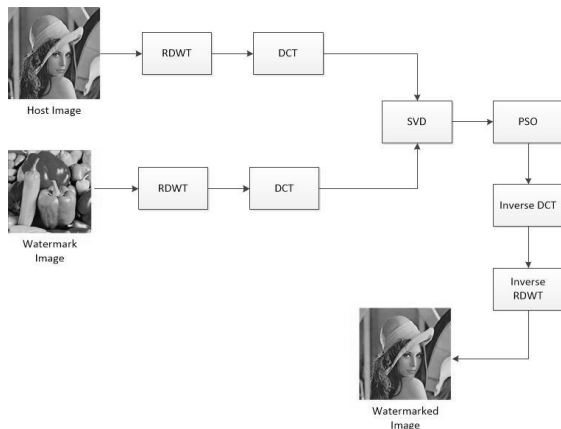 RDWT
DCT
Host Image
SVD
PSO
RDWT
DCT
Watermark
Image
Inverse DCT
Inverse
RDWT
Watermarked
Image